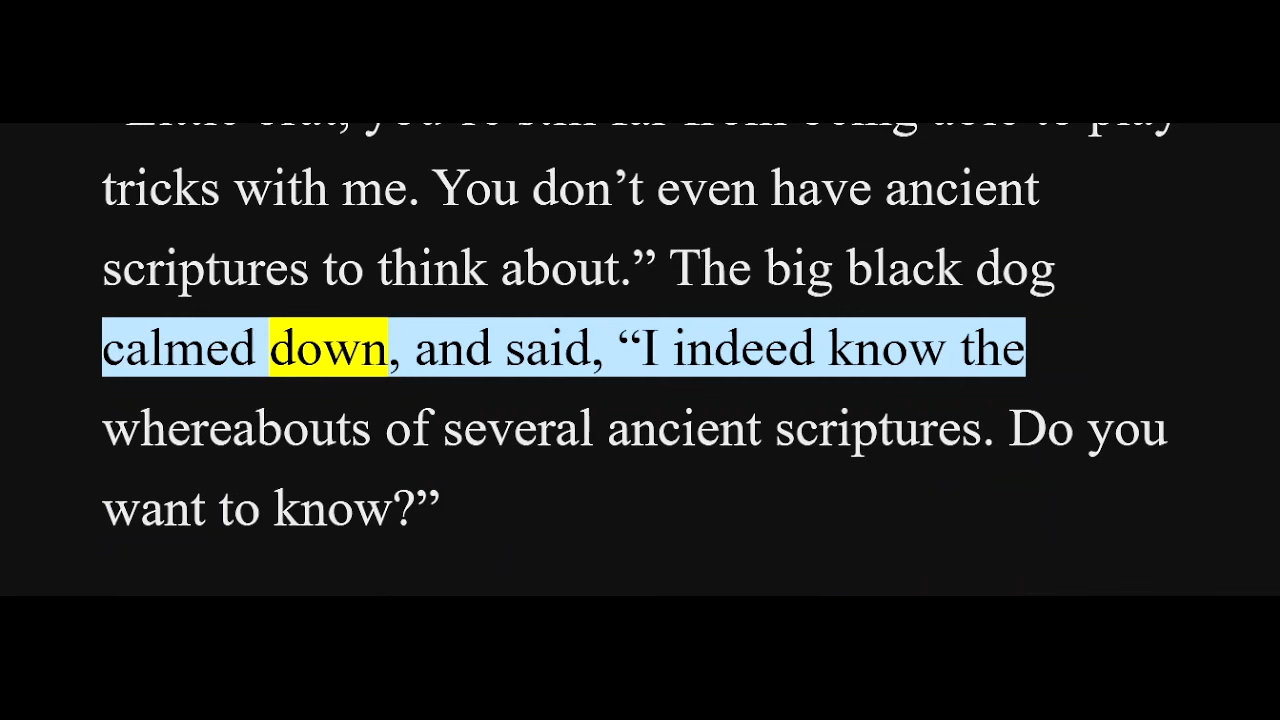 tricks with me. You don’t even have ancient
scriptures to think about.” The big black dog
calmed down, and said, “I indeed know the
whereabouts of several ancient scriptures. Do you
want to know?”